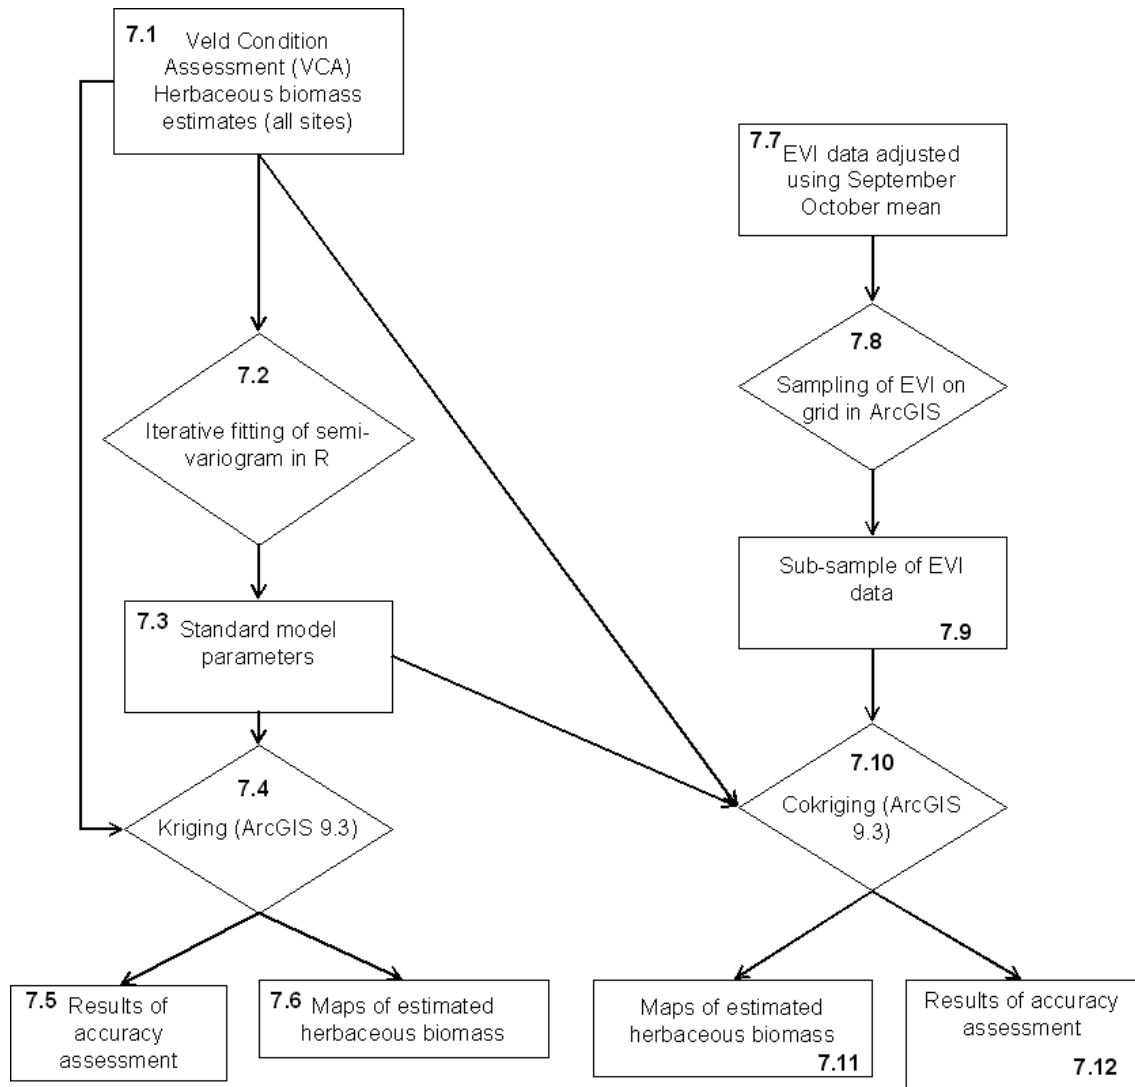 7.1 Veld Condition
Assessment (VCA)
Herbaceous biomass
estimates (all sites)
7.2
Iterative fitting of semi-
variogram in R
7.3 Standard model
parameters
7.4
Kriging (ArcGIS 9.3)
7.5 Results of
accuracy
assessment
7.6 Maps of estimated
herbaceous biomass
7.7 EVI data adjusted
using September
October mean
7.8
Sampling of EVI on
grid in ArcGIS
Sub-sample of EVI
data
7.9
7.10
Cokriging (ArcGIS
9.3)
Maps of estimated
herbaceous biomass
7.11
Results of accuracy
assessment
7.12